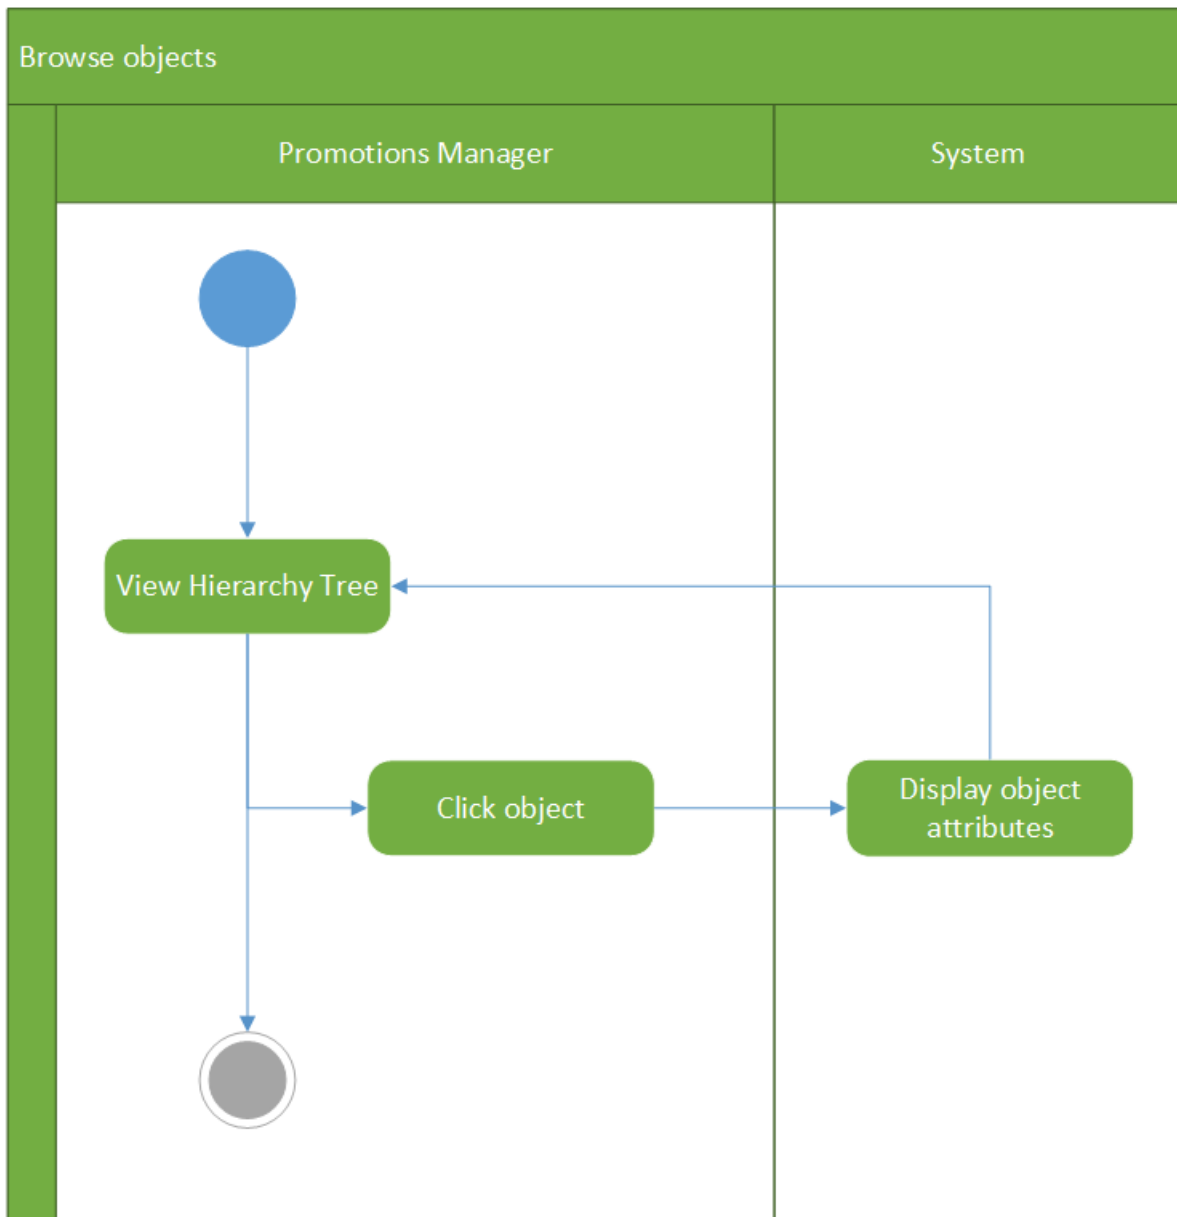 Browse objects
Promotions Manager
System
View Hierarchy Tree
Click object
Display object
attributes